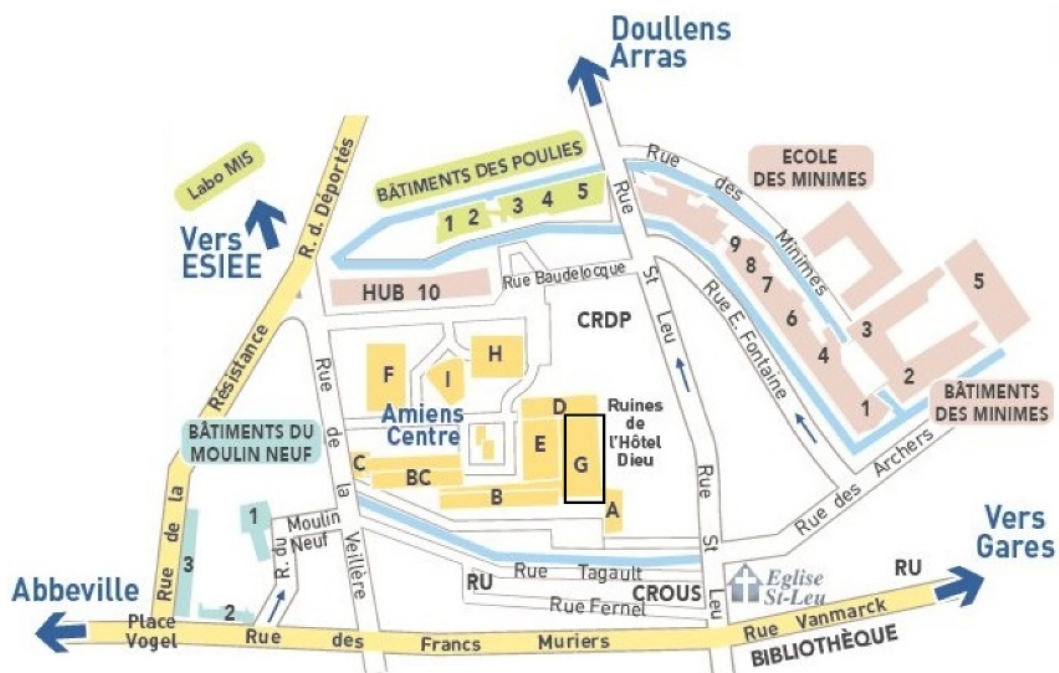 Doullens
Arras
Labo MIS
Vers
ESIEE
R. d. Déportés
BÂTIMENTS DES POULIES
1 2 3 4 5
Rue des Minimes
ECOLE
DES MINIMES
HUB 10
Rue Baudelocque
CRDP
Rue St Leu
Rue E. Fontaine
9
8
7
6
4
1
3
2
5
BÂTIMENTS
DES MINIMES
Rue de la Résistance
Rue de la Veillère
F
I
H
Amiens
Centre
D
E
G
Ruines
de
l'Hôtel
Dieu
C
BC
B
A
BÂTIMENTS DU
MOULIN NEUF
1
3
2
R. du Moulin
Neuf
Rue des Archers
Rue St Leu
Rue Tagault
RU
Rue Fernel
CROUS
Eglise
St-Leu
Vers
Gares
RU
Abbeville
Place
Vogel
Rue des Francs Muriers
Rue Vanmarck
BIBLIOTHÈQUE